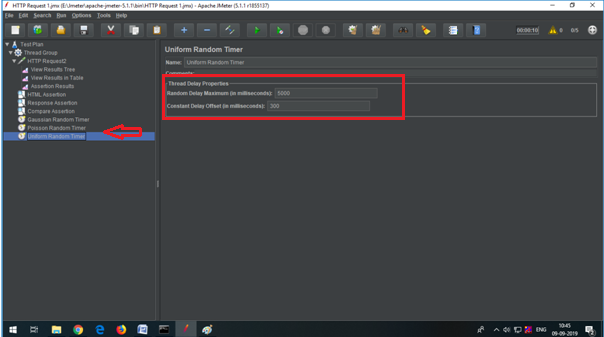 HTTP Request 1.jmx (E:\Jmeter\apache-jmeter-5.1.1\bin\HTTP Request 1.jmx) - Apache JMeter (5.1.1 r1855137)
File Edit Search Run Options Tools Help
00:00:10 0 0/5
Test Plan
Thread Group
HTTP Request2
View Results Tree
View Results in Table
Assertion Results
HTML Assertion
Response Assertion
Compare Assertion
Gaussian Random Timer
Poisson Random Timer
Uniform Random Timer
Uniform Random Timer
Name: Uniform Random Timer
Comments:
Thread Delay Properties
Random Delay Maximum (in milliseconds): 5000
Constant Delay Offset (in milliseconds): 300
ENG
10:45
09-09-2019